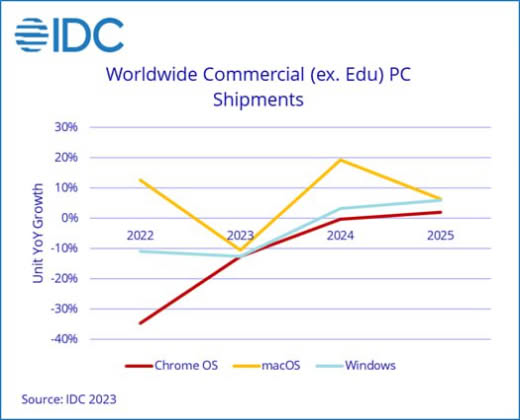 IDC
Worldwide Commercial (ex. Edu) PC
Shipments
30%
20%
10%
0%
-10%
-20%
-30%
-40%
Unit YoY Growth
2022 2023 2024 2025
Chrome OS macOS Windows
Source: IDC 2023